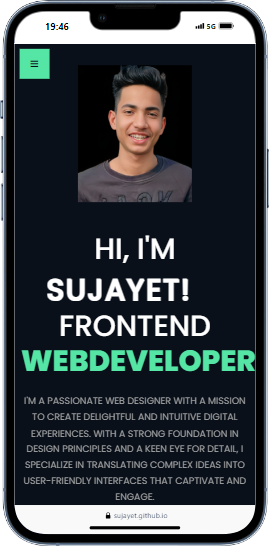 19:46
5G
HI, I'M
SUJAYET!
FRONTEND
WEBDEVELOPER
I'M A PASSIONATE WEB DESIGNER WITH A MISSION
TO CREATE DELIGHTFUL AND INTUITIVE DIGITAL
EXPERIENCES. WITH A STRONG FOUNDATION IN
DESIGN PRINCIPLES AND A KEEN EYE FOR DETAIL, I
SPECIALIZE IN TRANSLATING COMPLEX IDEAS INTO
USER-FRIENDLY INTERFACES THAT CAPTIVATE AND
ENGAGE.
sujayet.github.io